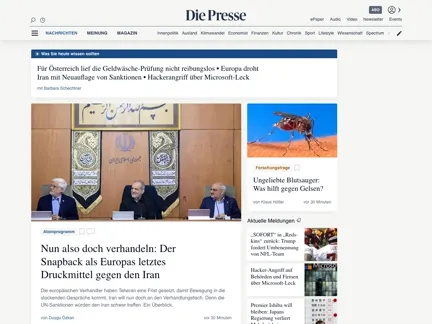 Die Presse
ABO
ePaper Audio Video Newsletter Events
NACHRICHTEN MEINUNG MAGAZIN
Innenpolitik Ausland Klimawandel Economist Finanzen Kultur Chronik Sport Lifestyle Wissenschaft Spectrum
Was Sie heute wissen sollten
Für Österreich lief die Geldwäsche-Prüfung nicht reibungslos • Europa droht
Iran mit Neuauflage von Sanktionen • Hackerangriff über Microsoft-Leck
mit Barbara Schechtner
Atomprogramm
Nun also doch verhandeln: Der
Snapback als Europas letztes
Druckmittel gegen den Iran
Die europäischen Verhandler haben Teheran eine Frist gesetzt, damit Bewegung in die
stockenden Gespräche kommt. Iran will nun doch an den Verhandlungstisch. Denn die
UN-Sanktionen würden den Iran schwer treffen. Ein Überblick.
von Duygu Özkan
vor 30 Minuten
Forschungsfrage
Ungeliebte Blutsauger:
Was hilft gegen Gelsen?
von Klaus Höfler
vor 30 Minuten
Aktuelle Meldungen
„SOFORT“ in „Reds-
kins“ zurück: Trump
fordert Umbenennung
von NFL-Team
Hacker-Angriff auf
Behörden und Firmen
über Microsoft-Leck
Premier Ishiba will
bleiben: Japans
Regierung verliert